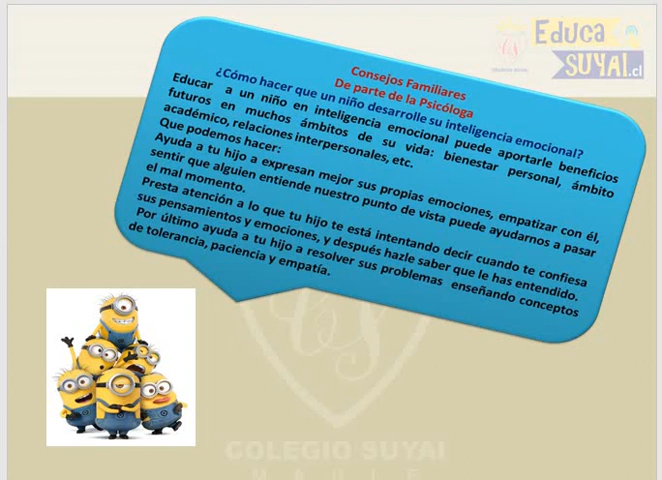 Educa
SUYAI.cl
Consejos Familiares
De parte de la Psicóloga
¿Cómo hacer que un niño desarrolle su inteligencia emocional?
Educar a un niño en inteligencia emocional puede aportarle beneficios
futuros en muchos ámbitos de su vida: bienestar personal, ámbito
académico, relaciones interpersonales, etc.
Que podemos hacer:
Ayuda a tu hijo a expresan mejor sus propias emociones, empatizar con él,
sentir que alguien entiende nuestro punto de vista puede ayudarnos a pasar
el mal momento.
Presta atención a lo que tu hijo te está intentando decir cuando te confiesa
sus pensamientos y emociones, y después hazle saber que le has entendido.
Por último ayuda a tu hijo a resolver sus problemas enseñando conceptos
de tolerancia, paciencia y empatía.
COLEGIO SUYAI